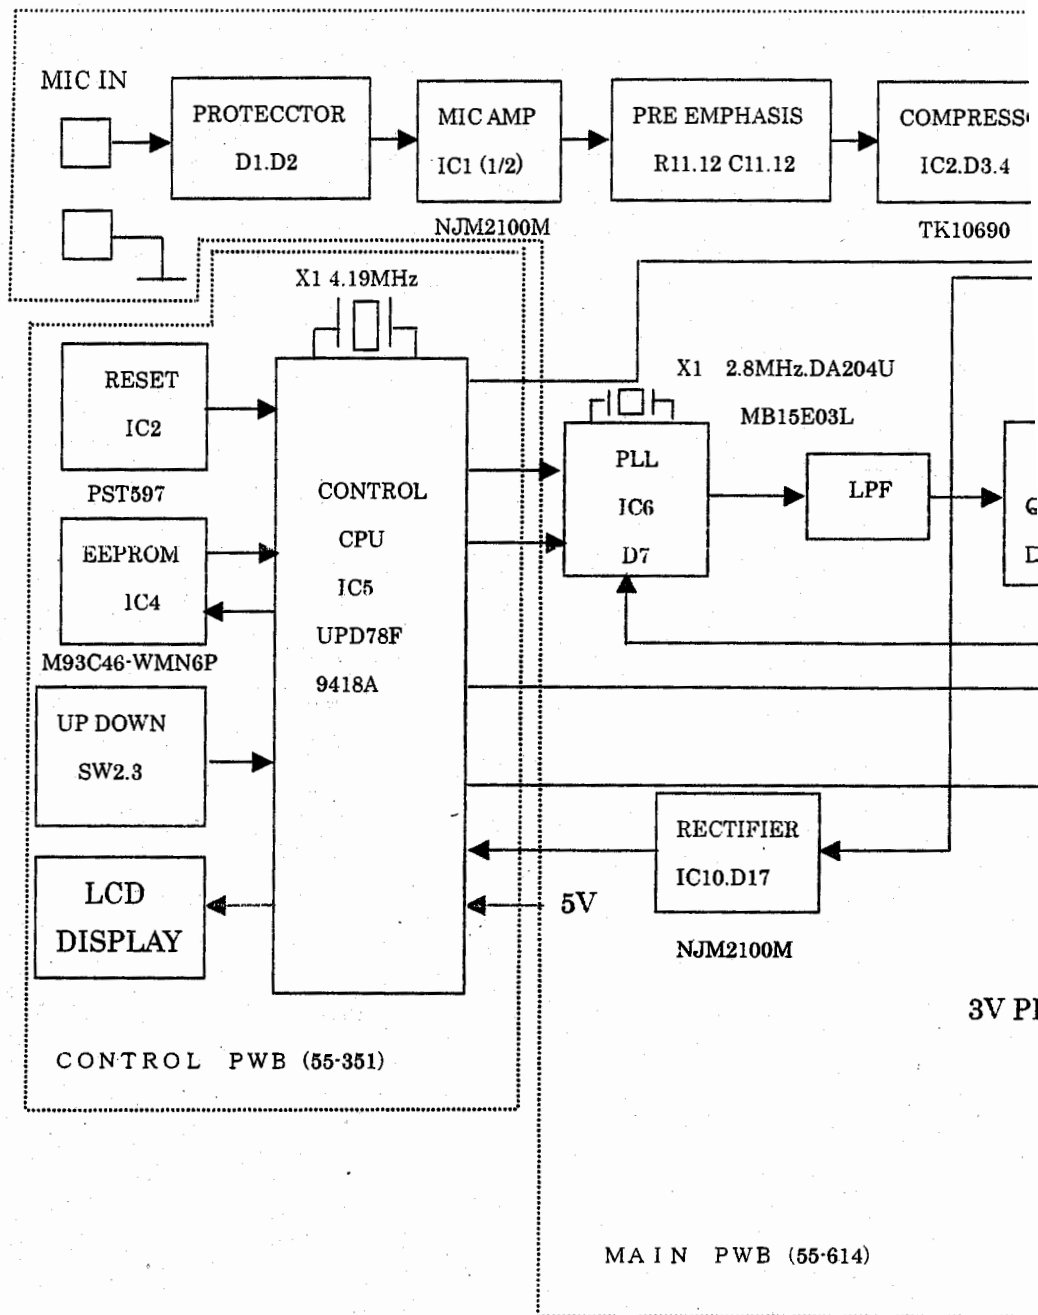 MIC IN
PROTECCTOR
D1.D2
MIC AMP
IC1 (1/2)
NJM2100M
PRE EMPHASIS
R11.12 C11.12
COMPRESS
IC2.D3.4
TK10690
X1 4.19MHz
RESET
IC2
PST597
EEPROM
IC4
M93C46-WMN6P
UP DOWN
SW2.3
LCD
DISPLAY
CONTROL
CPU
IC5
UPD78F
9418A
X1 2.8MHz.DA204U
MB15E03L
PLL
IC6
D7
LPF
RECTIFIER
IC10.D17
NJM2100M
5V
3V
CONTROL PWB (55-351)
MAIN PWB (55-614)